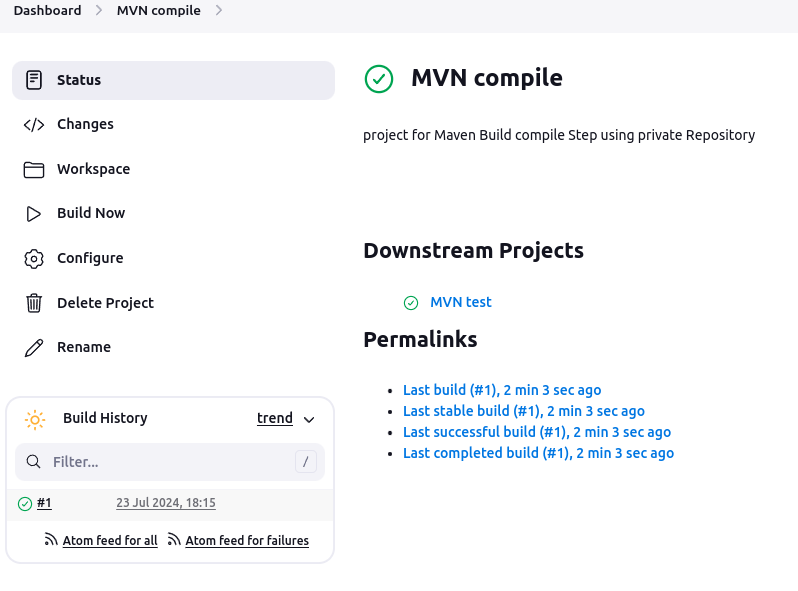 Dashboard
MVN compile
Status
Changes
Workspace
Build Now
Configure
Delete Project
Rename
Build History
trend
Filter...
/
#1
23 Jul 2024, 18:15
Atom feed for all
Atom feed for failures
MVN compile
project for Maven Build compile Step using private Repository
Downstream Projects
MVN test
Permalinks
Last build (#1), 2 min 3 sec ago
Last stable build (#1), 2 min 3 sec ago
Last successful build (#1), 2 min 3 sec ago
Last completed build (#1), 2 min 3 sec ago